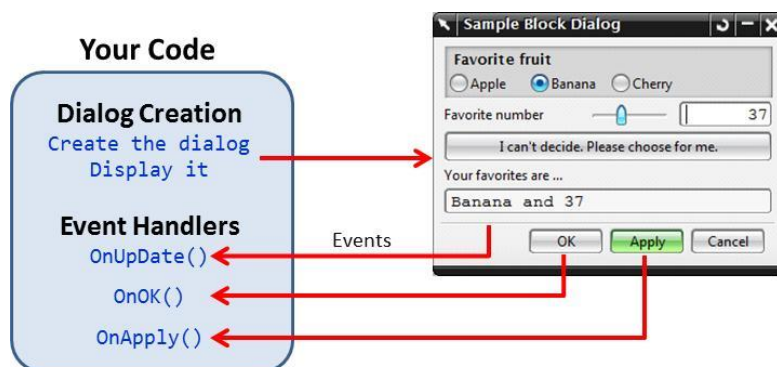 Your Code
Dialog Creation
Create the dialog
Display it
Event Handlers
OnUpDate()
OnOK()
OnApply()
Events
Sample Block Dialog
Favorite fruit
Apple Banana Cherry
Favorite number 37
I can't decide. Please choose for me.
Your favorites are ...
Banana and 37
OK Apply Cancel